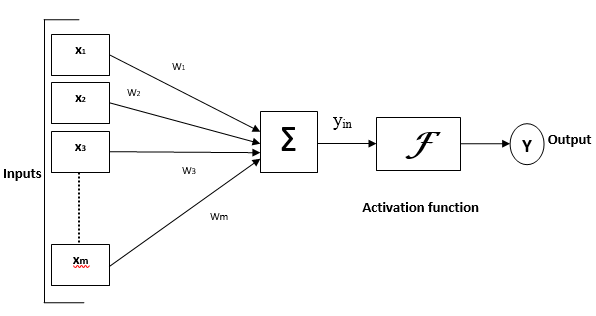 x1
W1
x2
W2
x3
W3
Inputs
Σ
yin
ℱ
Y
Output
Activation function
Wm
xm